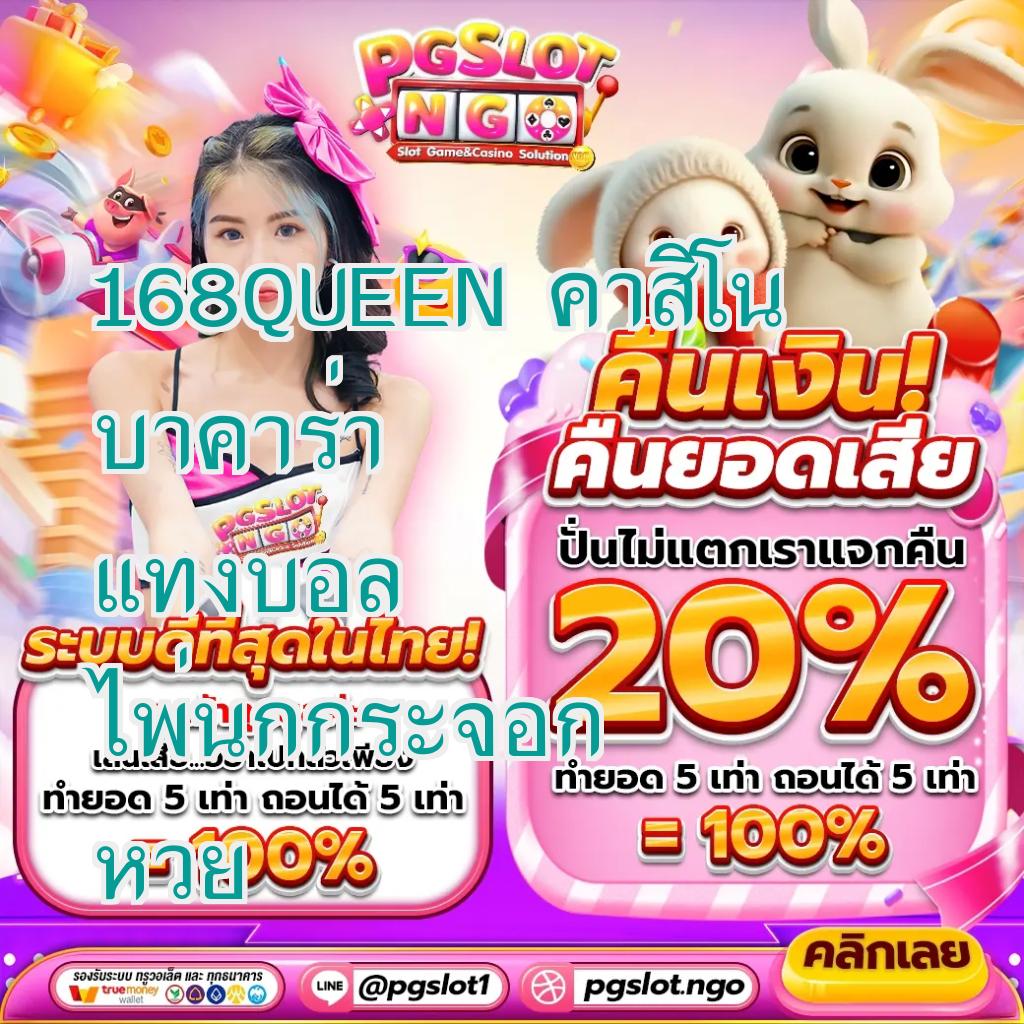 PGSLOT
NGO
Slot Game&Casino Solution
168QUEEN คาสิโน
บาคาร่า
แทงบอล
ไพ่นกกระจอก
หวย
คืนเงิน!
คืนยอดเสีย
ปั่นไม่แตกเราแจกคืน
20%
ทำยอด 5 เท่า ถอนได้ 5 เท่า
= 100%
PGSLOT
NGO
ระบบดีที่สุดในไทย!
ทำยอด 5 เท่า ถอนได้ 5 เท่า
100%
คลิกเลย
รองรับระบบ ทรูวอเล็ต และ ทุกธนาคาร
truemoney
wallet
LINE @pgslot1
pgslot.ngo